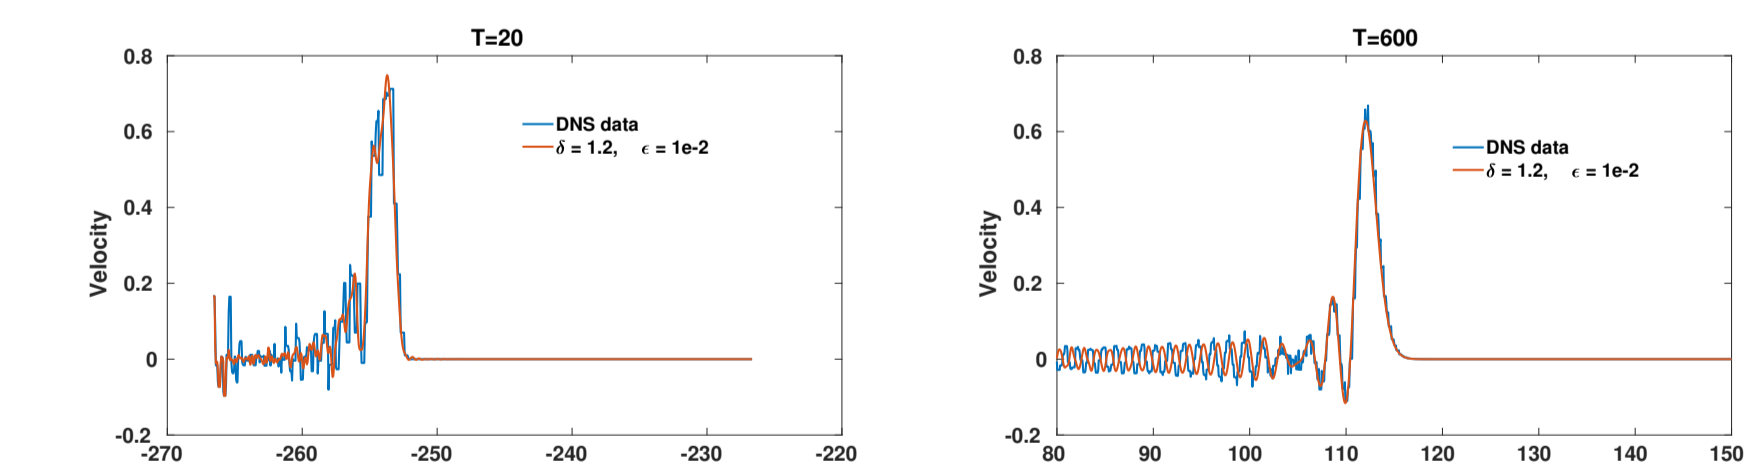 T=20
0.8
0.6
0.4
0.2
0
-0.2
Velocity
DNS data
δ = 1.2, ϵ = 1e-2
-270 -260 -250 -240 -230 -220
T=600
0.8
0.6
0.4
0.2
0
-0.2
Velocity
DNS data
δ = 1.2, ϵ = 1e-2
80 90 100 110 120 130 140 150